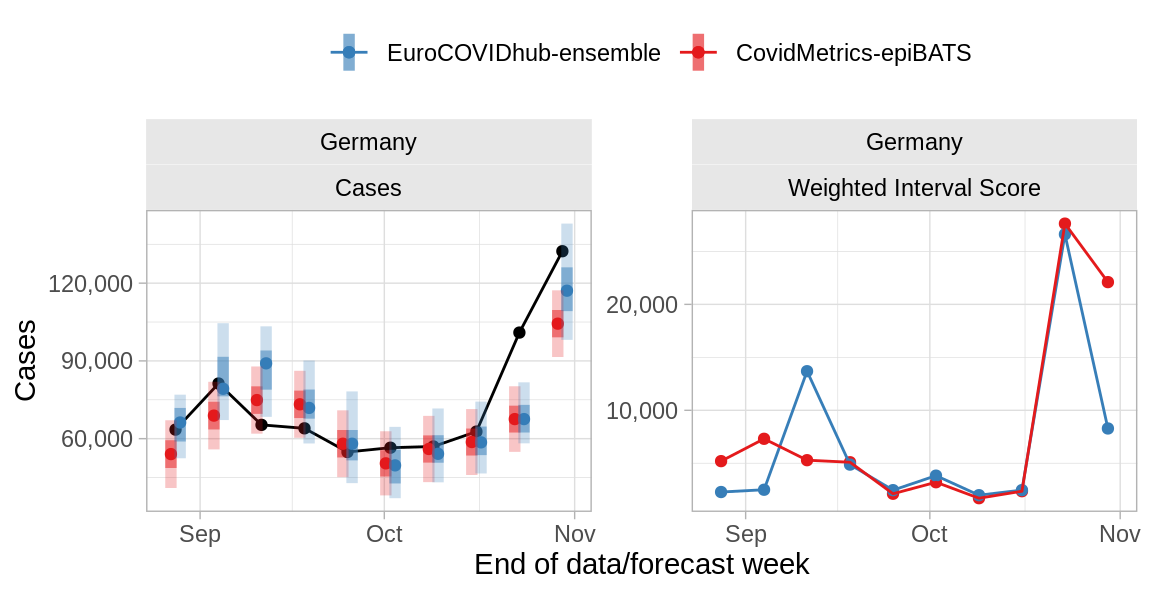 EuroCOVIDhub-ensemble CovidMetrics-epiBATS
Germany
Cases
120,000
90,000
60,000
Cases
Sep Oct Nov
Germany
Weighted Interval Score
20,000
10,000
Sep Oct Nov
End of data/forecast week